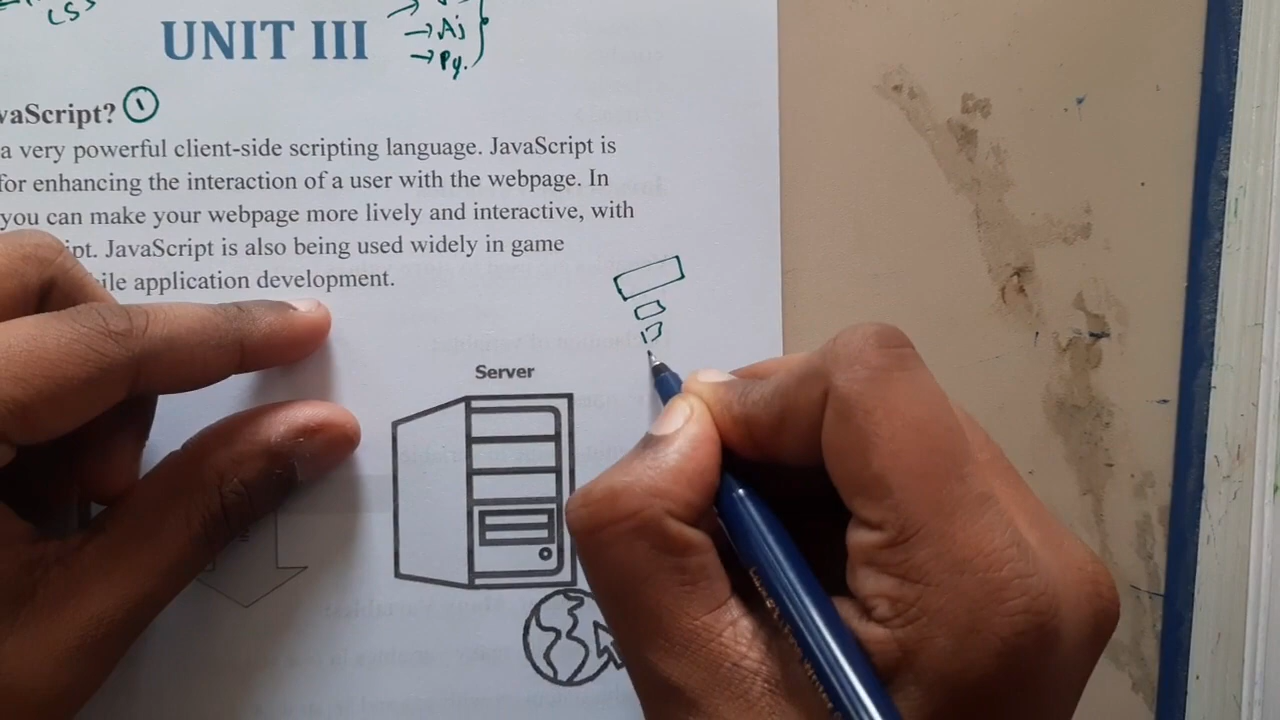 CSS
UNIT III
→Aj
→Py.
vaScript? 1
a very powerful client-side scripting language. JavaScript is
for enhancing the interaction of a user with the webpage. In
you can make your webpage more lively and interactive, with
ipt. JavaScript is also being used widely in game
ile application development.
Server